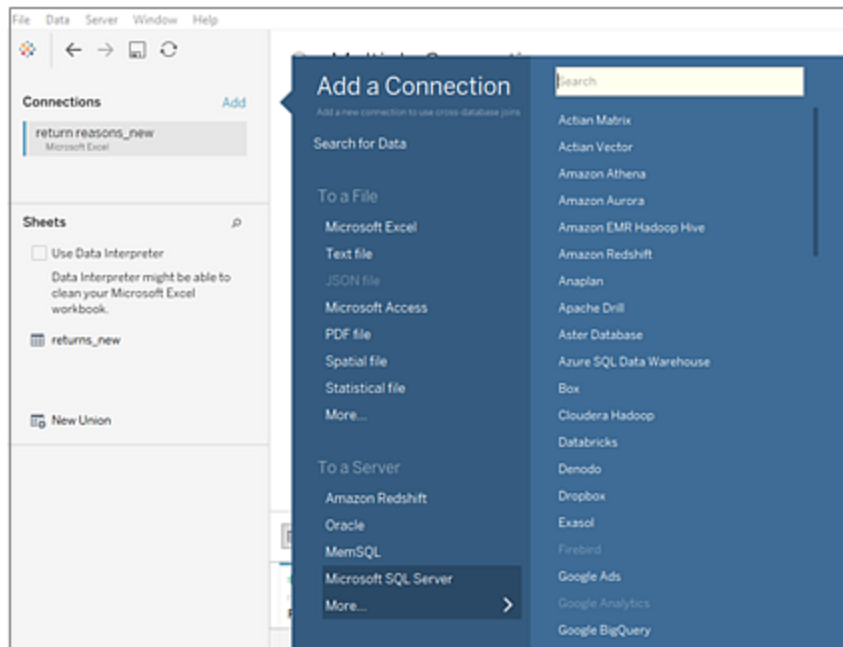 File Data Server Window Help
Connections Add
return reasons_new
Microsoft Excel
Sheets
Use Data Interpreter
Data Interpreter might be able to
clean your Microsoft Excel
workbook.
returns_new
New Union
Add a Connection
Add a new connection to use cross-database joins
Search for Data
To a File
Microsoft Excel
Text file
JSON file
Microsoft Access
PDF file
Spatial file
Statistical file
More...
To a Server
Amazon Redshift
Oracle
MemSQL
Microsoft SQL Server
More...
Search
Actian Matrix
Actian Vector
Amazon Athena
Amazon Aurora
Amazon EMR Hadoop Hive
Amazon Redshift
Anaplan
Apache Drill
Aster Database
Azure SQL Data Warehouse
Box
Cloudera Hadoop
Databricks
Denodo
Dropbox
Exasol
Firebird
Google Ads
Google Analytics
Google BigQuery